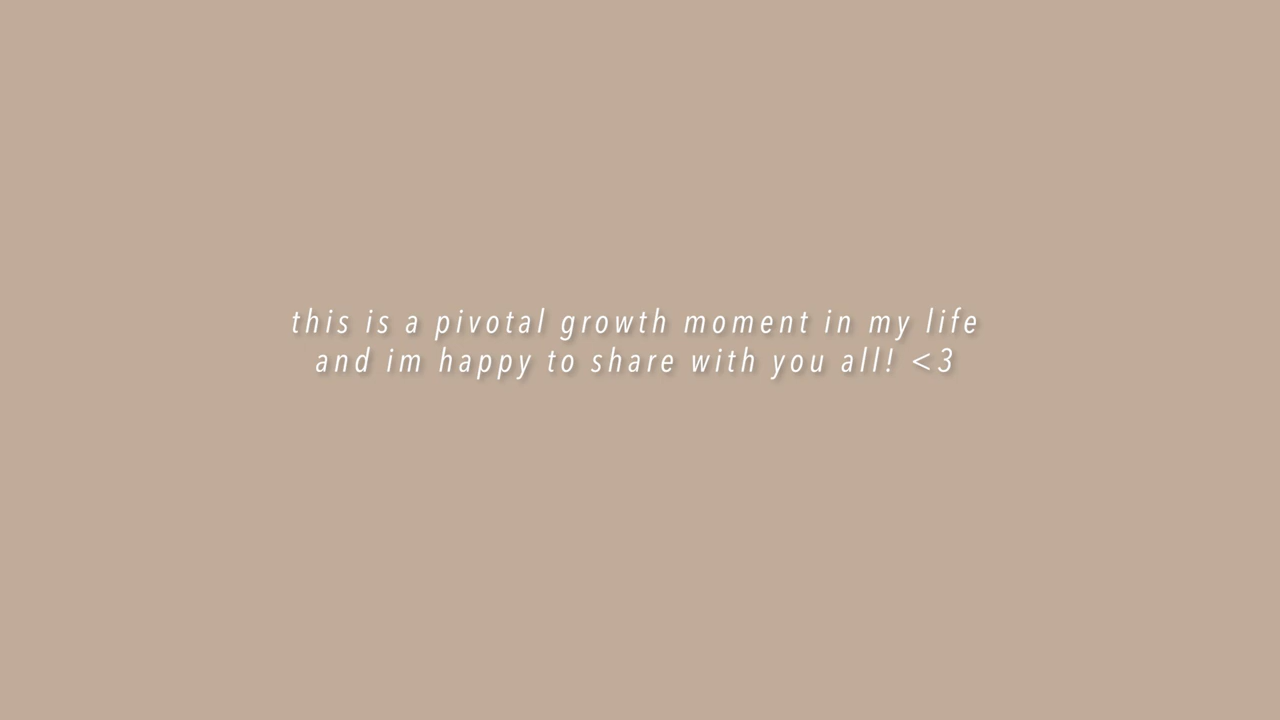 this is a pivotal growth moment in my life
and im happy to share with you all! <3